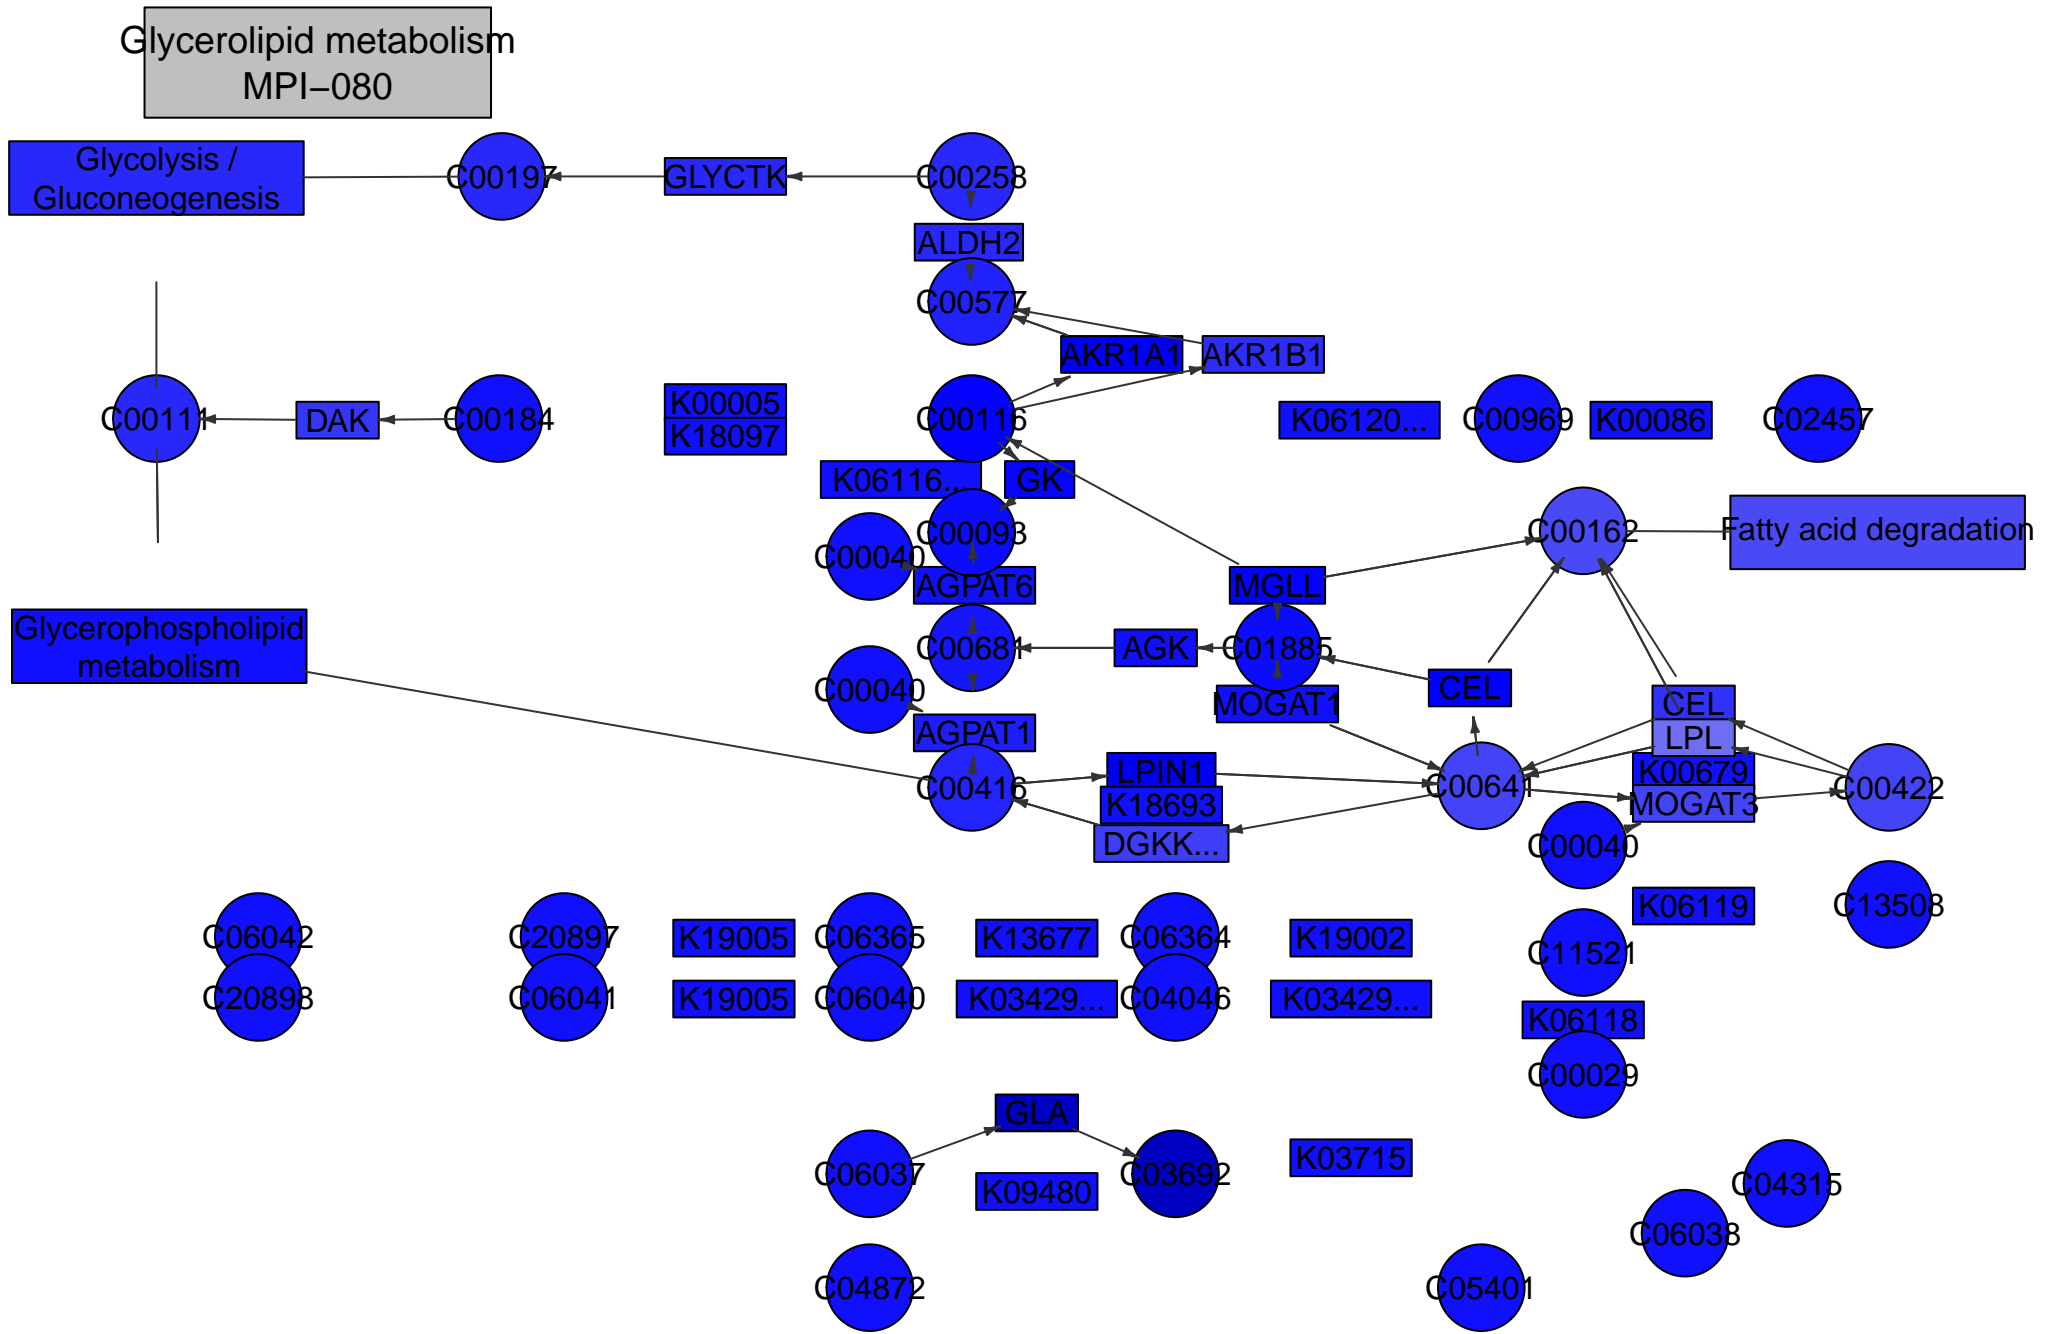 Glycerolipid metabolism
MPI−080
Glycolysis /
Gluconeogenesis
C00197
GLYCTK
C00258
ALDH2
C00577
AKR1A1
AKR1B1
C00111
DAK
C00184
K00005
K18097
C00116
K06120...
C00969
K00086
C02457
K06116...
GK
C00093
C00162
Fatty acid degradation
C00040
AGPAT6
MGLL
Glycerophospholipid
metabolism
C00681
AGK
C01885
C00040
MOGAT1
CEL
CEL
AGPAT1
LPL
LPIN1
K00679
C00416
C00641
C00422
K18693
MOGAT3
DGKK...
C00040
K06119
C13508
C06042
C20897
K19005
C06365
K13677
C06364
K19002
C11521
C20898
C06041
K19005
C06040
K03429...
C04046
K03429...
K06118
C00029
GLA
C06037
C03692
K03715
K09480
C04315
C06038
C04872
C05401